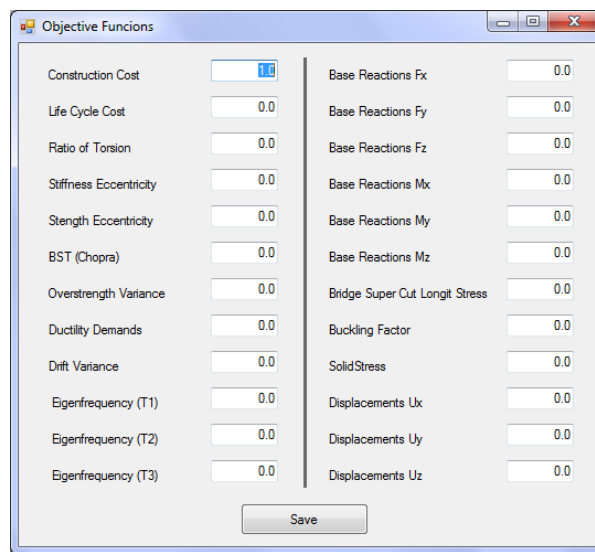 Objective Funcions
Construction Cost 1.0
Life Cycle Cost 0.0
Ratio of Torsion 0.0
Stiffness Eccentricity 0.0
Stength Eccentricity 0.0
BST (Chopra) 0.0
Overstrength Variance 0.0
Ductility Demands 0.0
Drift Variance 0.0
Eigenfrequency (T1) 0.0
Eigenfrequency (T2) 0.0
Eigenfrequency (T3) 0.0
Base Reactions Fx 0.0
Base Reactions Fy 0.0
Base Reactions Fz 0.0
Base Reactions Mx 0.0
Base Reactions My 0.0
Base Reactions Mz 0.0
Bridge Super Cut Longit Stress 0.0
Buckling Factor 0.0
SolidStress 0.0
Displacements Ux 0.0
Displacements Uy 0.0
Displacements Uz 0.0
Save